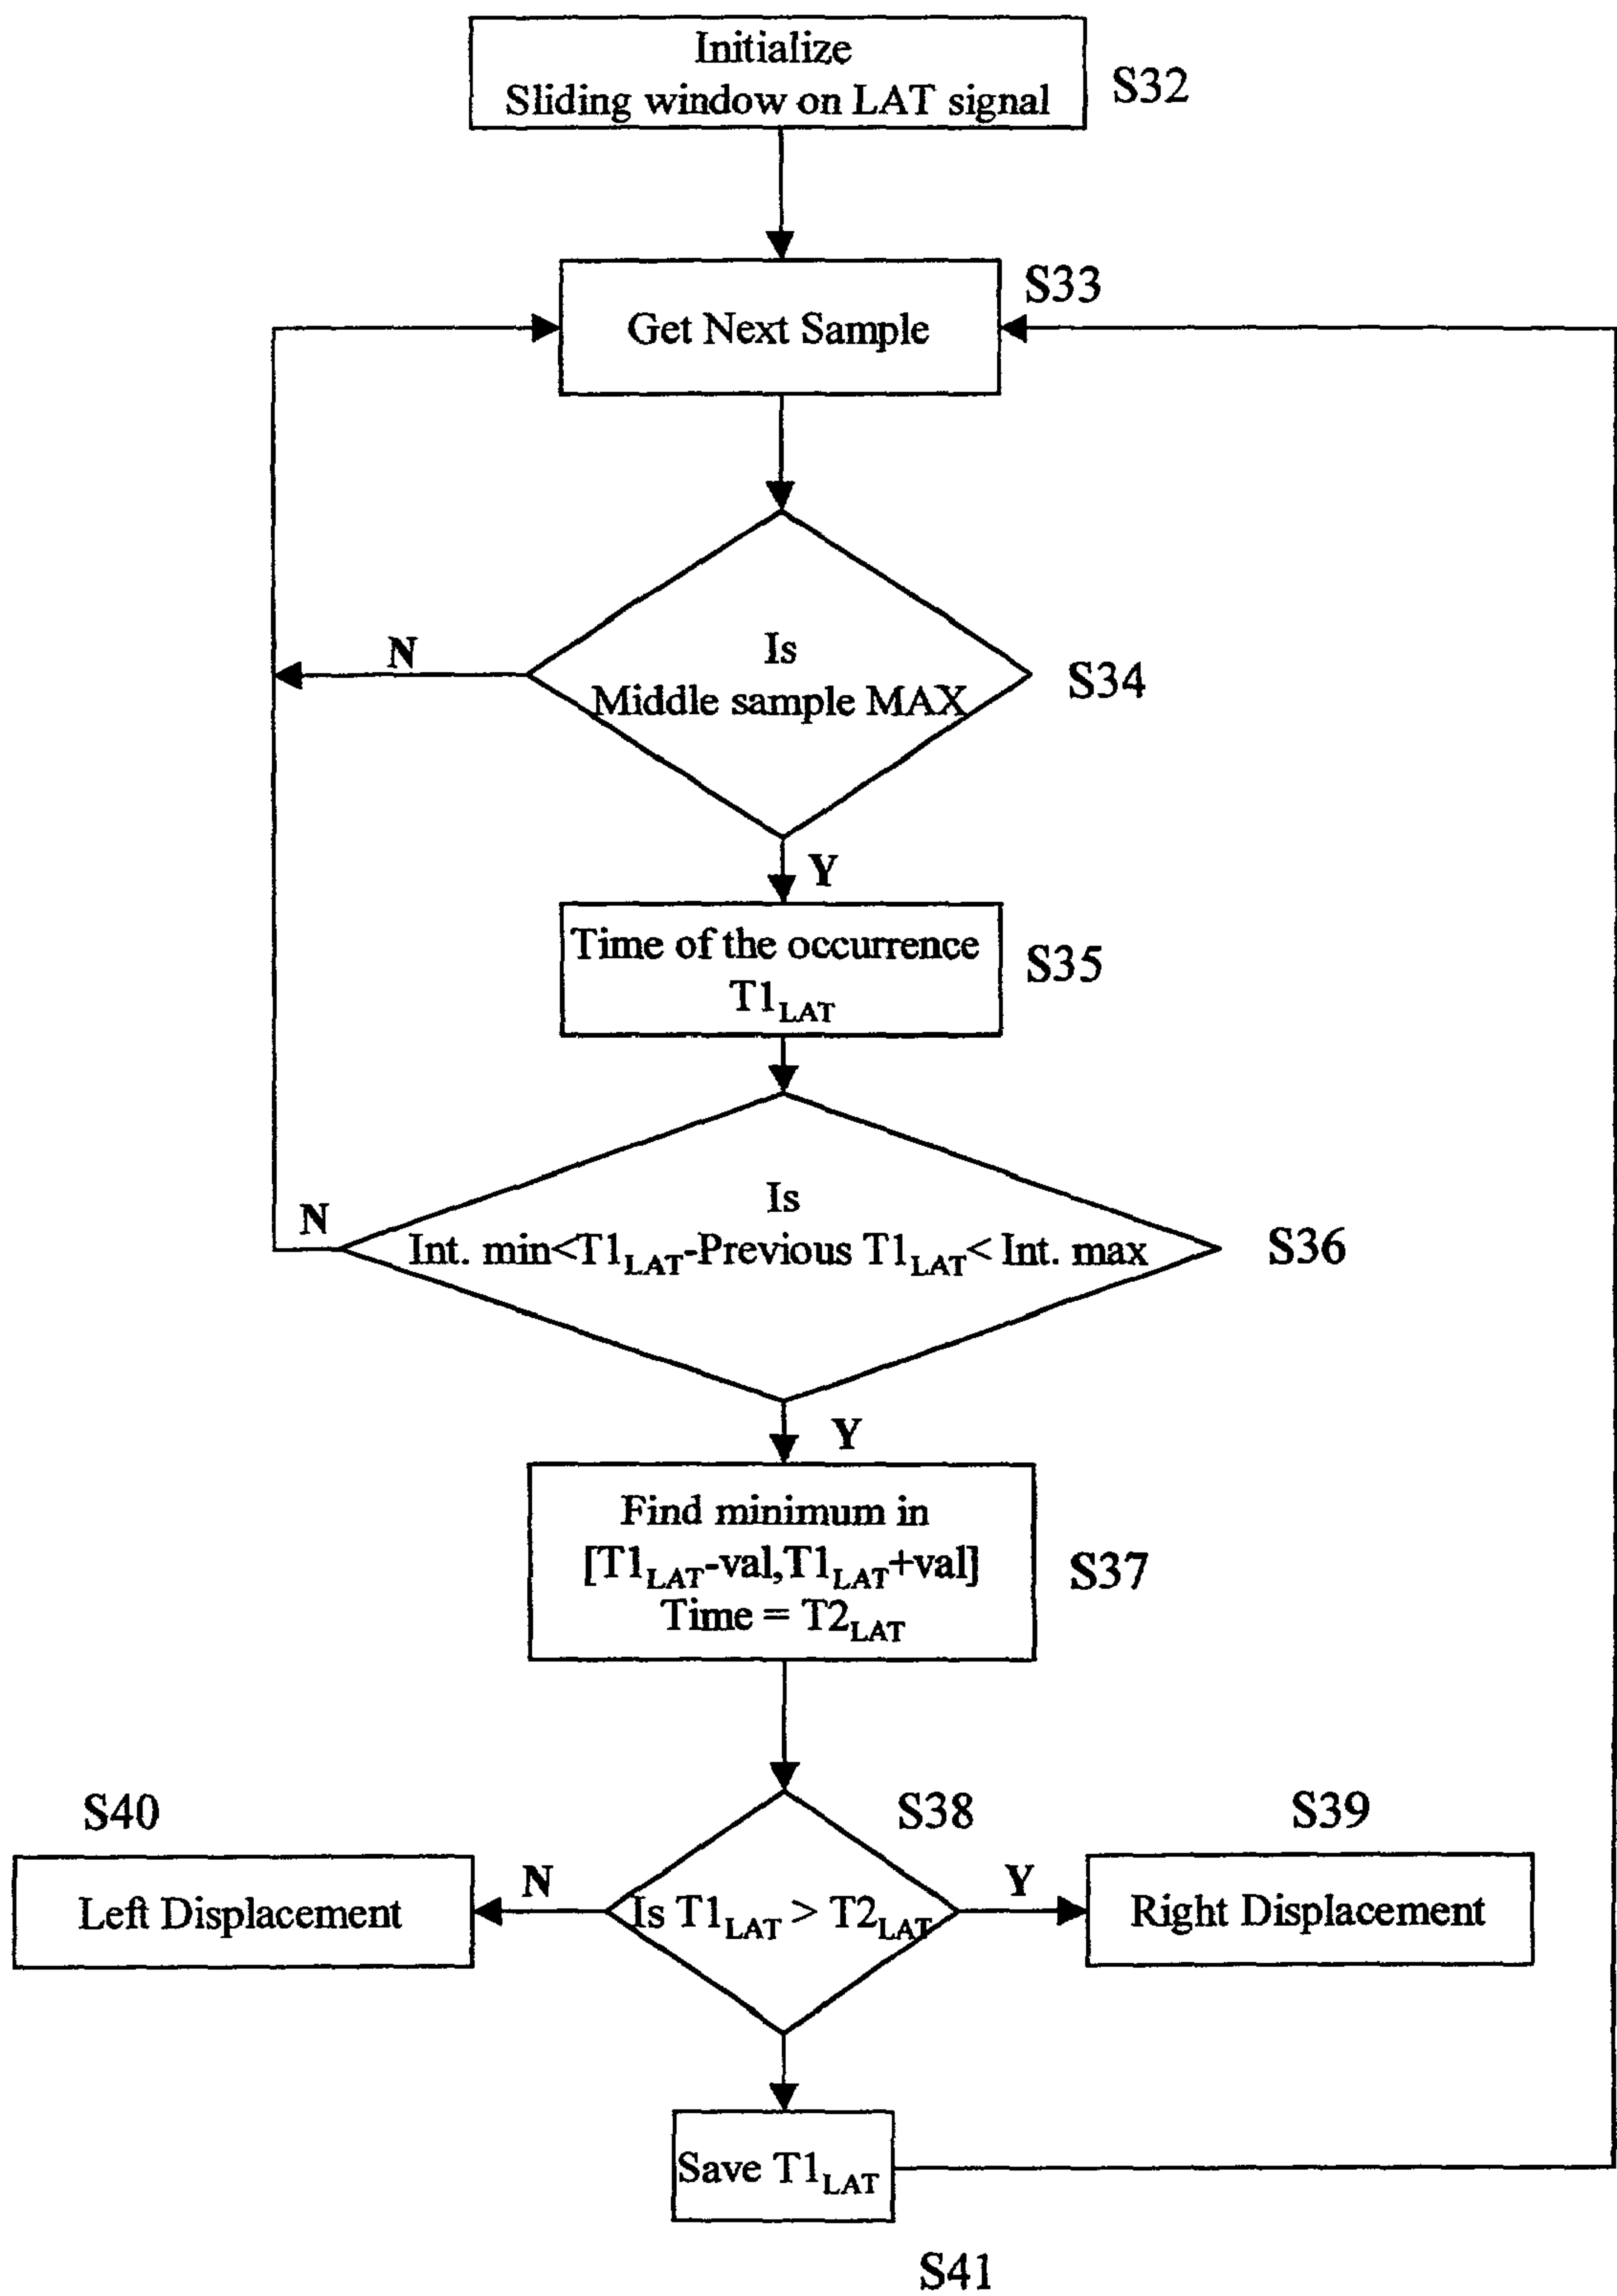 Initialize
Sliding window on LAT signal
S32
S33
Get Next Sample
N
Is
Middle sample MAX
S34
Y
Time of the occurrence
T1LAT
S35
N
Is
Int. min<T1LAT-Previous T1LAT< Int. max
S36
Y
Find minimum in
[T1LAT-val,T1LAT+val]
Time = T2LAT
S37
S40
S38
S39
Left Displacement
N
Is T1LAT > T2LAT
Y
Right Displacement
Save T1LAT
S41